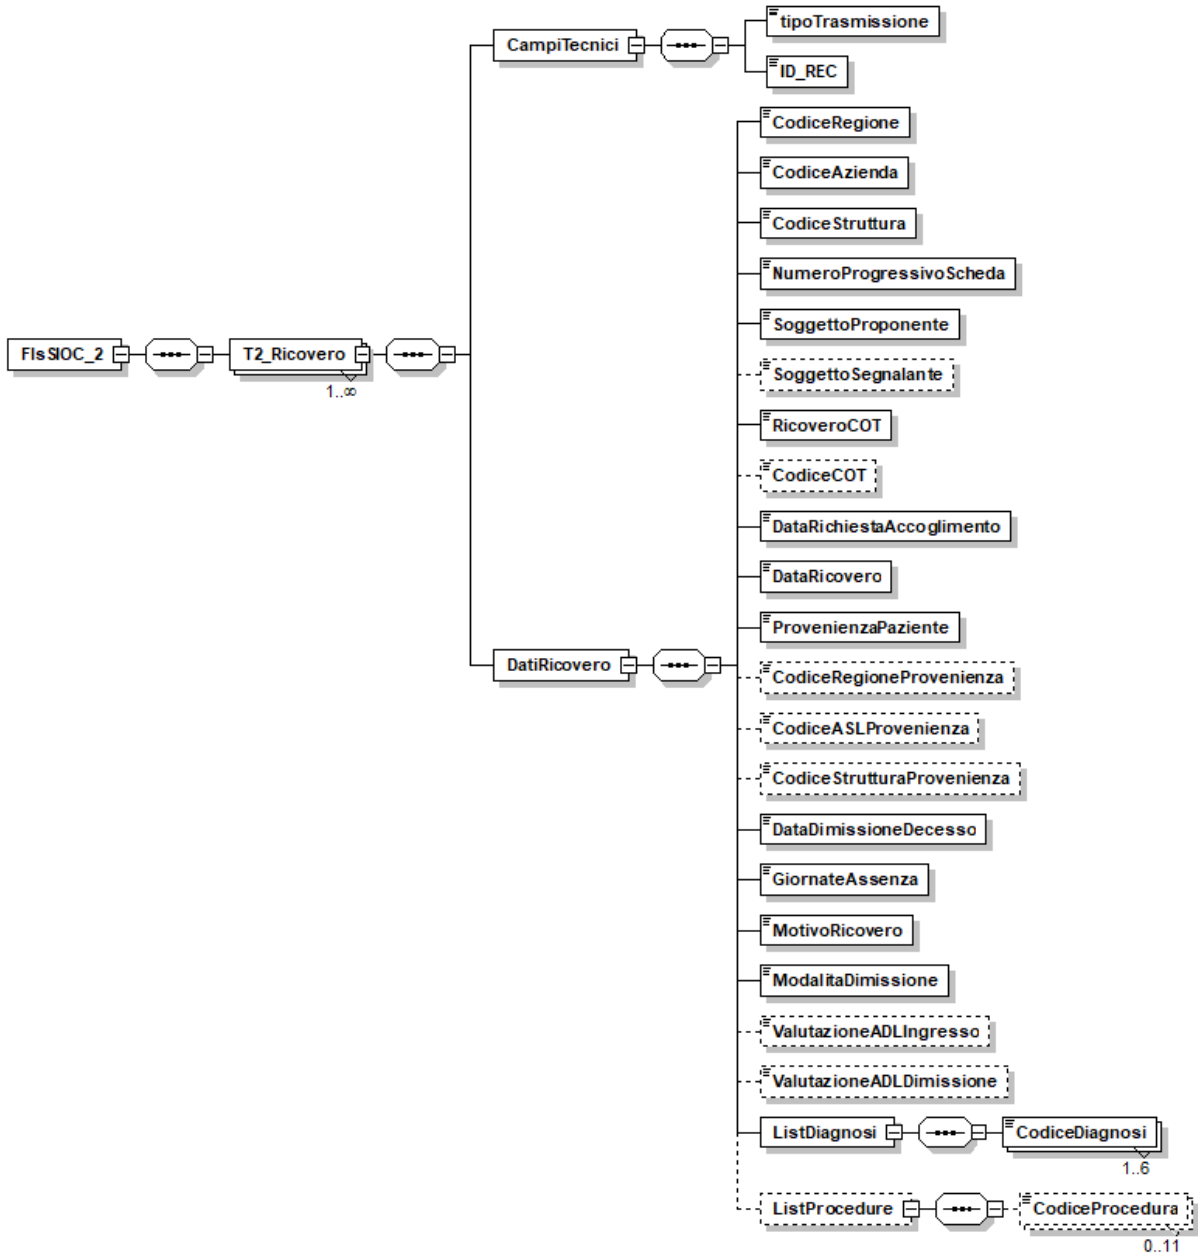 tipoTrasmissione
CampiTecnici
ID_REC
CodiceRegione
CodiceAzienda
CodiceStruttura
NumeroProgressivoScheda
SoggettoProponente
FlsSIOC_2
T2_Ricovero
1..∞
SoggettoSegnalante
RicoveroCOT
CodiceCOT
DataRichiestaAccoglimento
DataRicovero
ProvenienzaPaziente
DatiRicovero
CodiceRegioneProvenienza
CodiceASLProvenienza
CodiceStrutturaProvenienza
DataDimissioneDecesso
GiornateAssenza
MotivoRicovero
ModalitaDimissione
ValutazioneADLIngresso
ValutazioneADLDimissione
ListDiagnosi
CodiceDiagnosi
1..6
ListProcedure
CodiceProcedura
0..11